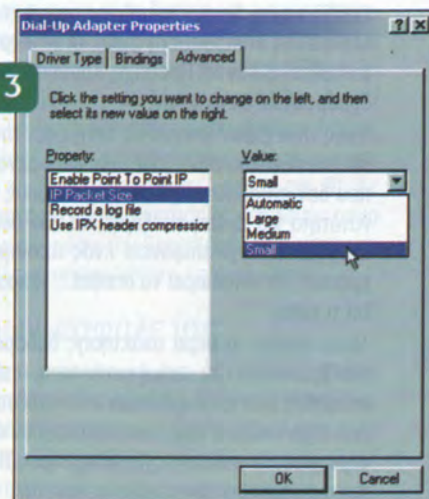 Dial-Up Adapter Properties
? X
Driver Type Bindings Advanced
3
Click the setting you want to change on the left, and then
select its new value on the right.
Property:
Value:
Enable Point To Point IP
IP Packet Size
Record a log file
Use IPX header compression
Small
Automatic
Large
Medium
Small
OK Cancel